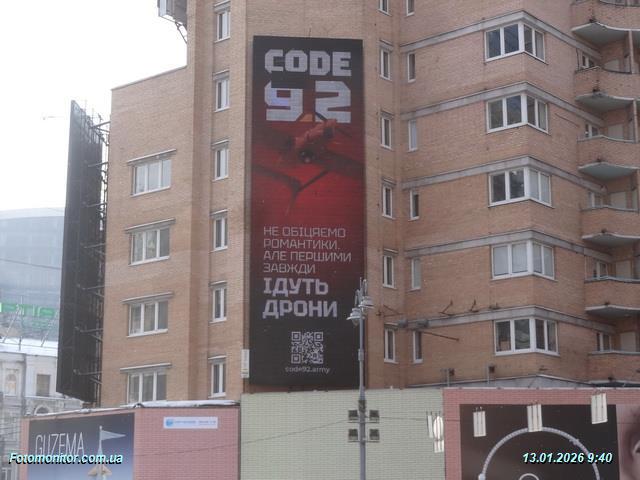 CODE
92
НЕ ОБІЦЯЄМО
РОМАНТИКИ.
АЛЕ ПЕРШИМИ
ЗАВЖДИ
ІДУТЬ
ДРОНИ
code92.army
GUZEMA
Fotomonitor.com.ua
13.01.2026 9:40